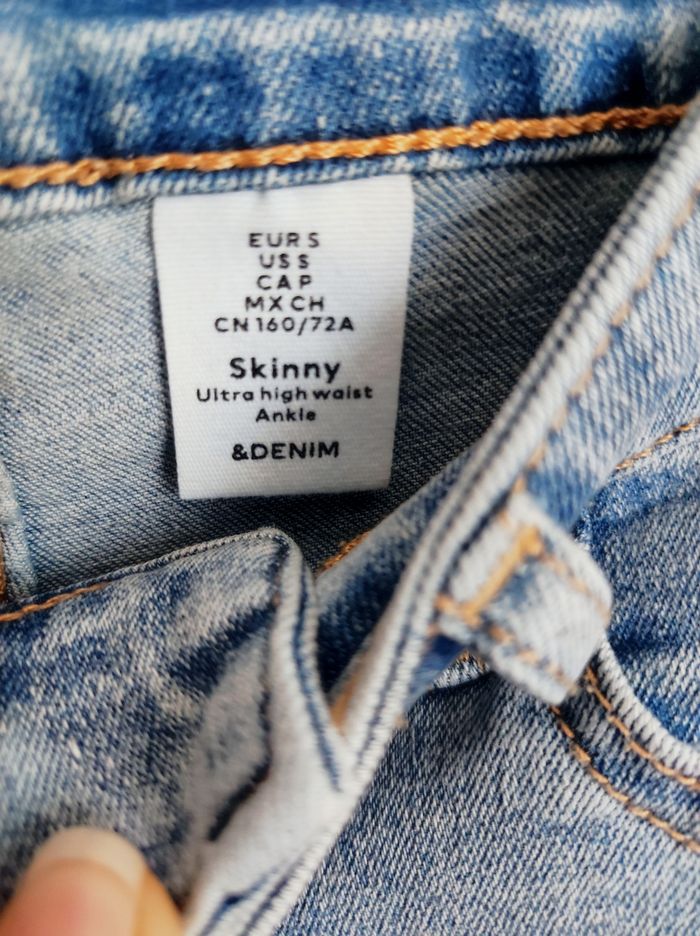 EUR S
US S
CA P
MX CH
CN 160/72A
Skinny
Ultra high waist
Ankle
&DENIM